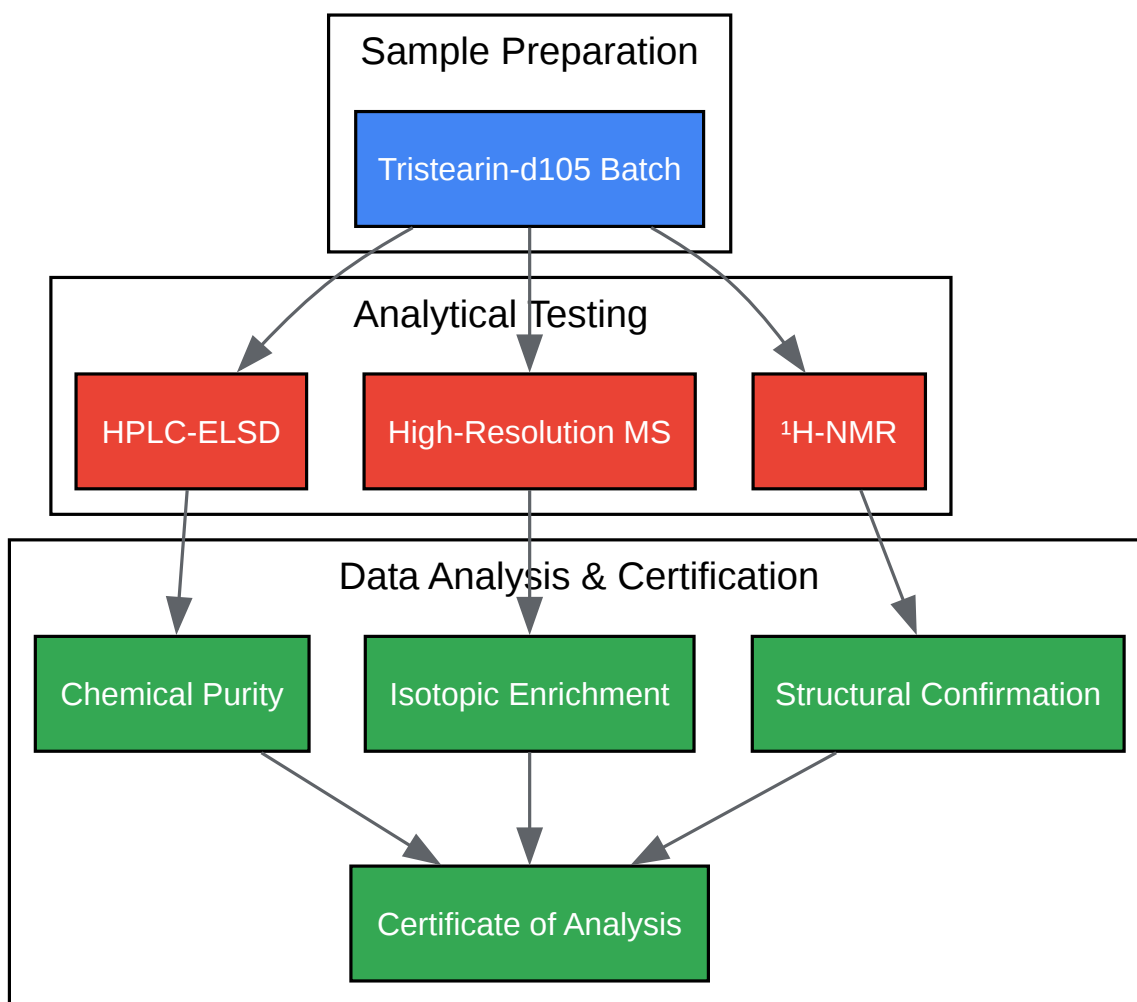 Sample Preparation
Tristearin-d105 Batch
Analytical Testing
HPLC-ELSD
High-Resolution MS
¹H-NMR
Data Analysis & Certification
Chemical Purity
Isotopic Enrichment
Structural Confirmation
Certificate of Analysis